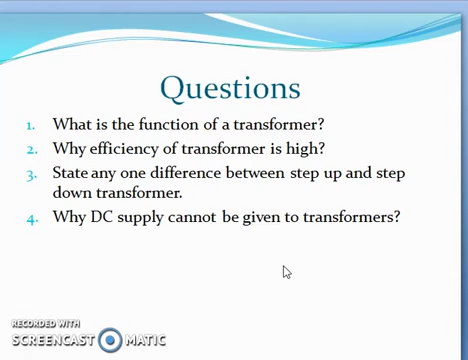 Questions
1. What is the function of a transformer?
2. Why efficiency of transformer is high?
3. State any one difference between step up and step
down transformer.
4. Why DC supply cannot be given to transformers?
RECORDED WITH
SCREENCAST MATIC